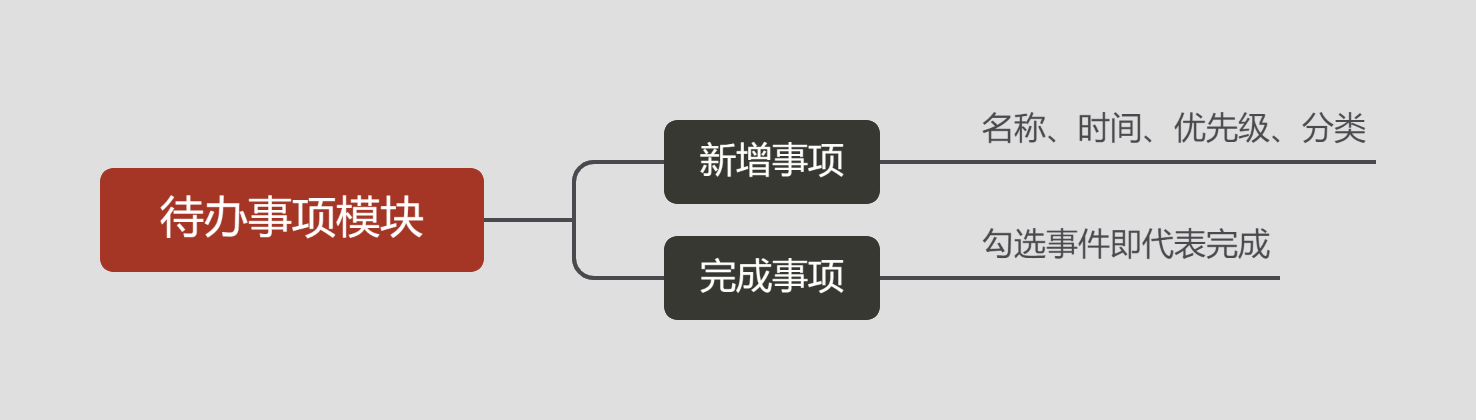 待办事项模块
新增事项
名称、时间、优先级、分类
完成事项
勾选事件即代表完成